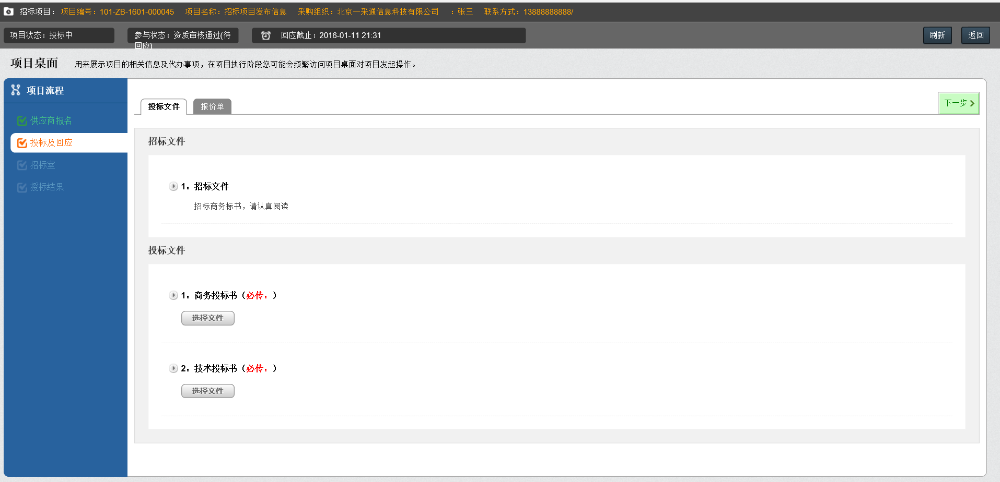 招标项目： 项目编号：101-ZB-1601-000045 项目名称：招标项目发布信息 采购组织：北京一采通信息科技有限公司 ：张三 联系方式：13888888888/
项目状态：投标中
参与状态：资质审核通过(待
回应)
回应截止：2016-01-11 21:31
刷新
返回
项目桌面
用来展示项目的相关信息及代办事项，在项目执行阶段您可能会频繁访问项目桌面对项目发起操作。
项目流程
供应商报名
投标及回应
招标室
授标结果
投标文件
报价单
下一步
招标文件
1：招标文件
招标商务标书，请认真阅读
投标文件
1：商务投标书（必传：）
选择文件
2：技术投标书（必传：）
选择文件